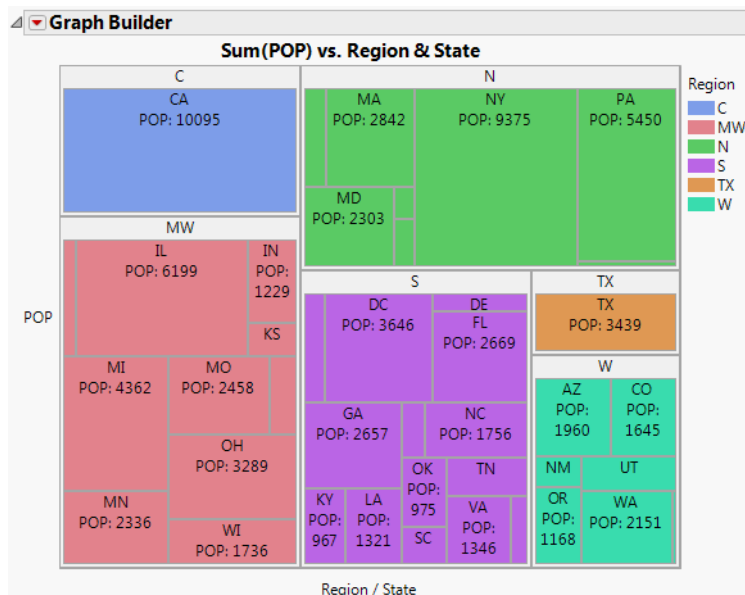 Graph Builder
Sum(POP) vs. Region & State
C
CA
POP: 10095
N
MA
POP: 2842
NY
POP: 9375
PA
POP: 5450
MD
POP: 2303
Region
C
MW
N
S
TX
W
MW
IL
POP: 6199
IN
POP:
1229
KS
MI
POP: 4362
MO
POP: 2458
OH
POP: 3289
MN
POP: 2336
WI
POP: 1736
POP
S
DC
POP: 3646
DE
FL
POP: 2669
GA
POP: 2657
NC
POP: 1756
OK
POP:
975
TN
KY
POP:
967
LA
POP:
1321
SC
VA
POP:
1346
TX
TX
POP: 3439
W
AZ
POP:
1960
CO
POP:
1645
NM
UT
OR
POP:
1168
WA
POP: 2151
Region / State